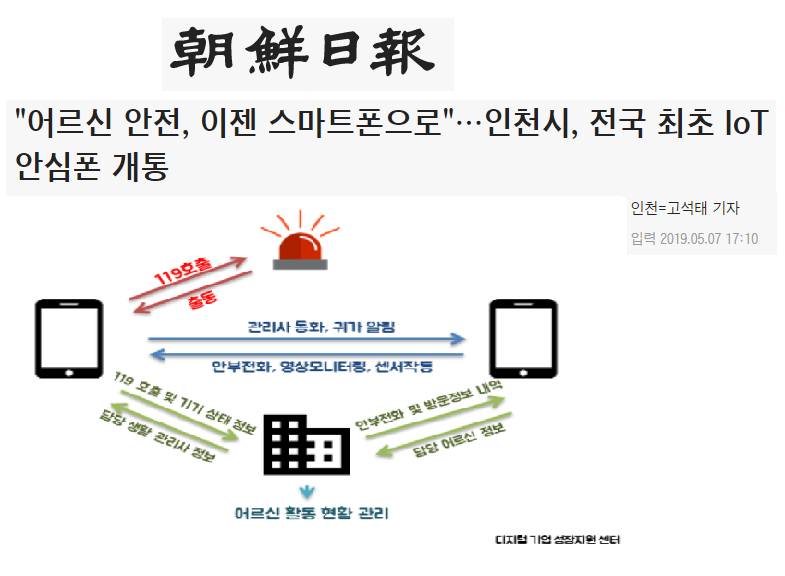 朝鮮日報
"어르신 안전, 이젠 스마트폰으로"…인천시, 전국 최초 IoT
안심폰 개통
인천=고석태 기자
입력 2019.05.07 17:10
119호출
출동
관리사 통화, 귀가 알림
안부전화, 영상모니터링, 센서작동
119 호출 및 기기 상태 정보
담당 생활 관리사 정보
안부전화 및 방문정보 내역
담당 어르신 정보
어르신 활동 현황 관리
디지털 기업 성장지원 센터